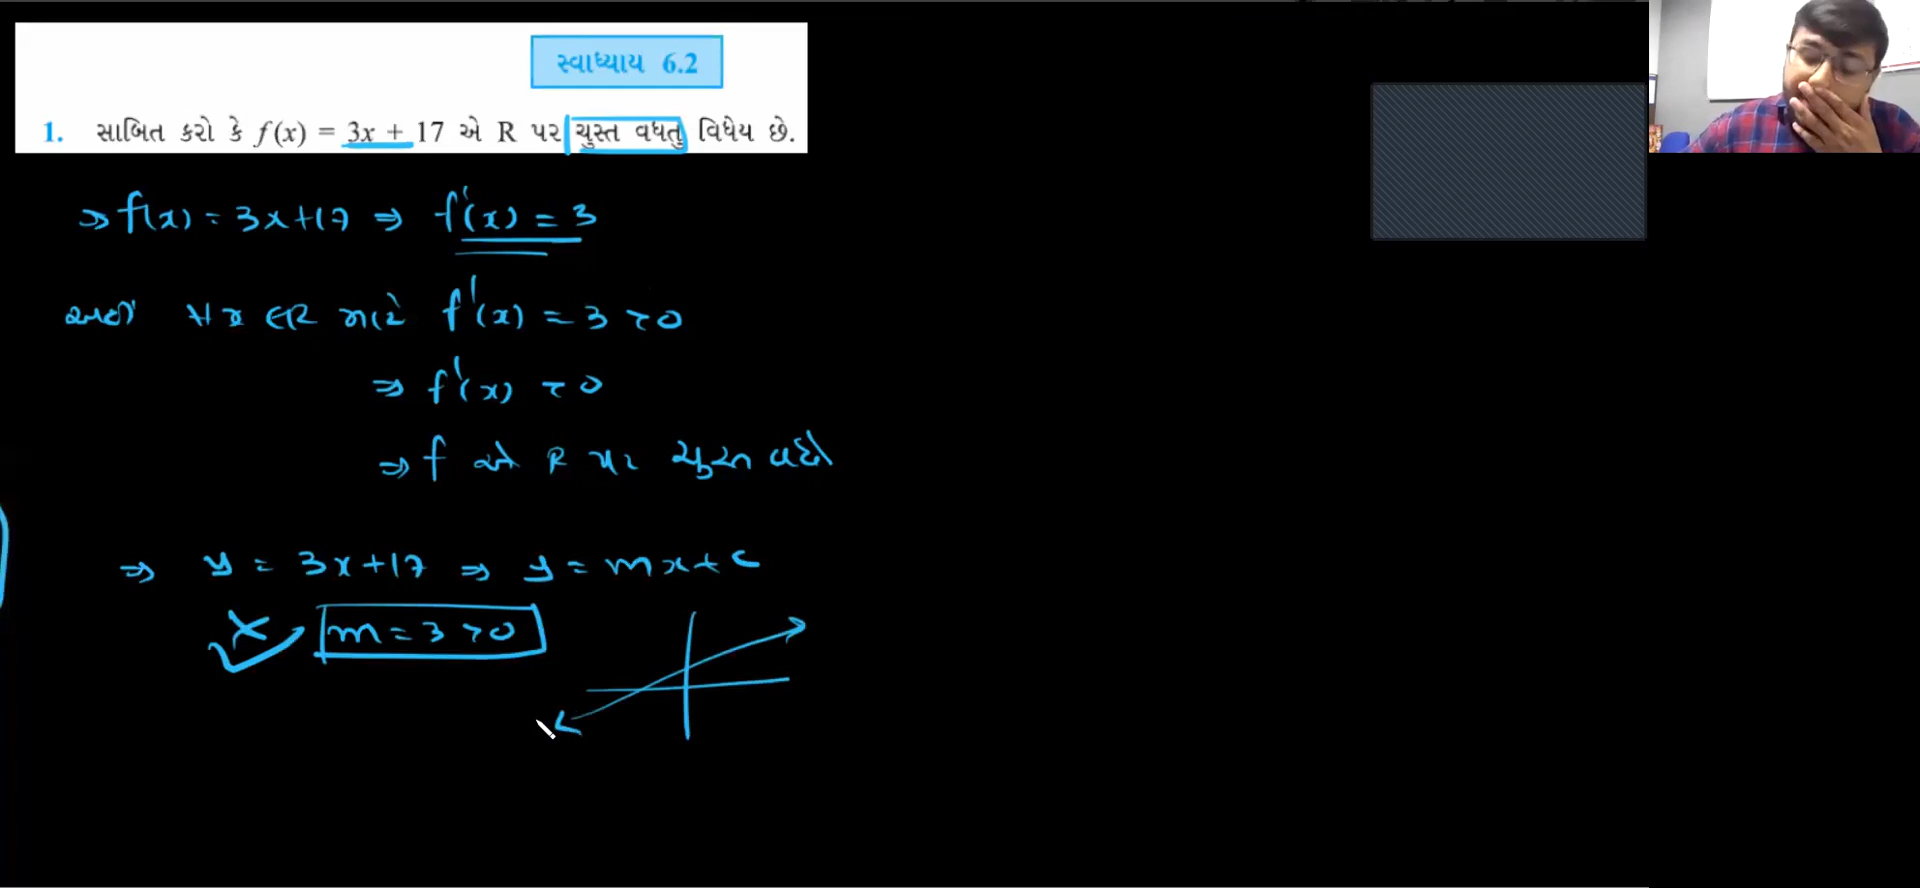 સ્વાધ્યાય 6.2
1. સાબિત કરો કે f(x) = 3x + 17 એ R પર ચુસ્ત વધતું વિધેય છે.
⇒ f(x) = 3x+17 ⇒ f'(x) = 3
અહીં ∀ x ∈ R માટે f'(x) = 3 > 0
⇒ f'(x) > 0
⇒ f એ R પર ચુસ્ત
⇒ y = 3x+17 ⇒ y = mx+c
m = 3 > 0